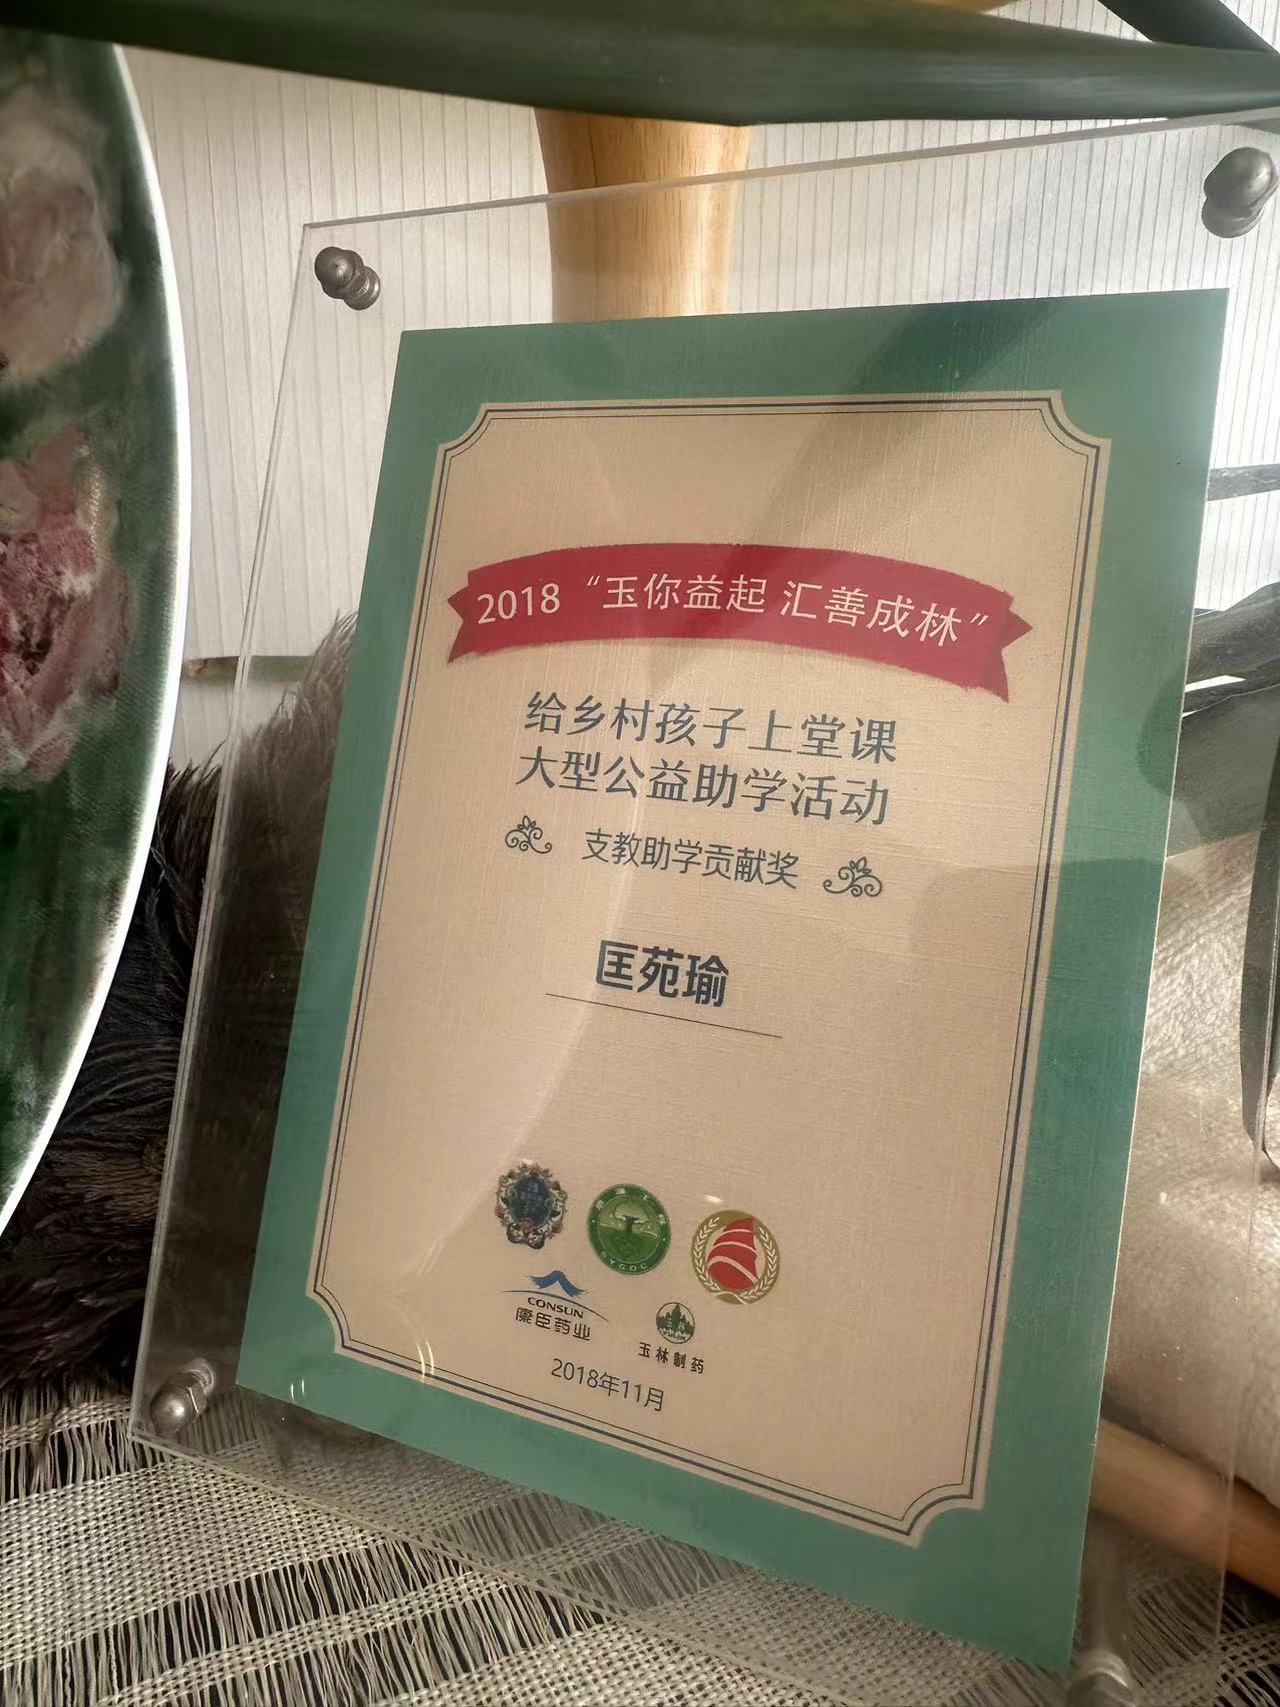 2018 “玉你益起 汇善成林”
给乡村孩子上堂课
大型公益助学活动
支教助学贡献奖
匡苑瑜
CONSUN
康臣药业
玉林制药
2018年11月